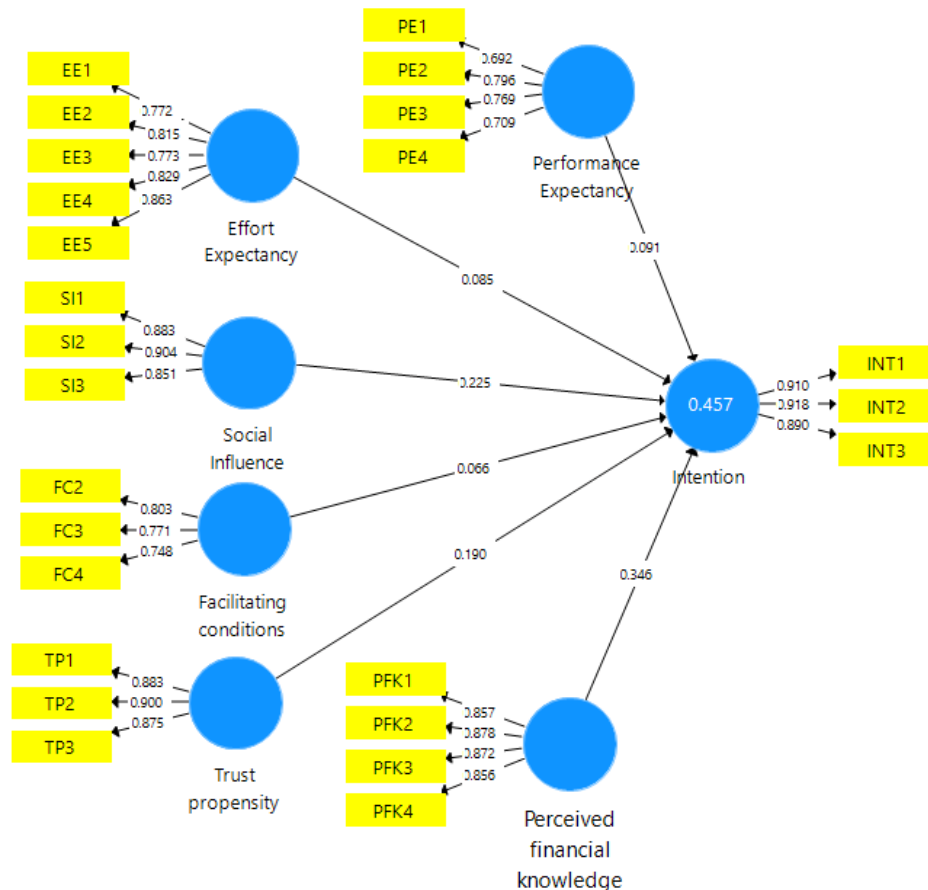 PE1
PE2
PE3
PE4
0.692
0.796
0.769
0.709
Performance
Expectancy
0.091
EE1
EE2
EE3
EE4
EE5
0.772
0.815
0.773
0.829
0.863
Effort
Expectancy
0.085
SI1
SI2
SI3
0.883
0.904
0.851
Social
Influence
0.225
0.457
Intention
0.910
0.918
0.890
INT1
INT2
INT3
FC2
FC3
FC4
0.803
0.771
0.748
Facilitating
conditions
0.066
TP1
TP2
TP3
0.883
0.900
0.875
Trust
propensity
0.190
PFK1
PFK2
PFK3
PFK4
0.857
0.878
0.872
0.856
Perceived
financial
knowledge
0.346